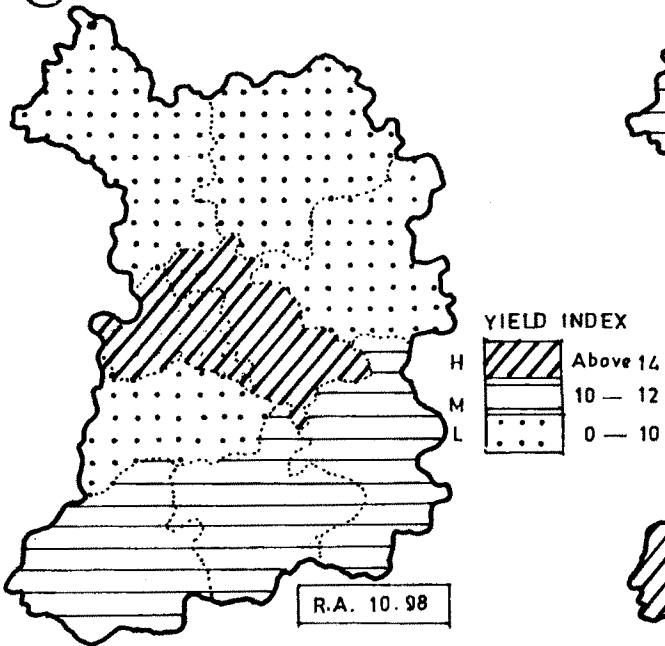 YIELD INDEX
H Above 14
M 10 — 12
L 0 — 10
R.A. 10.98